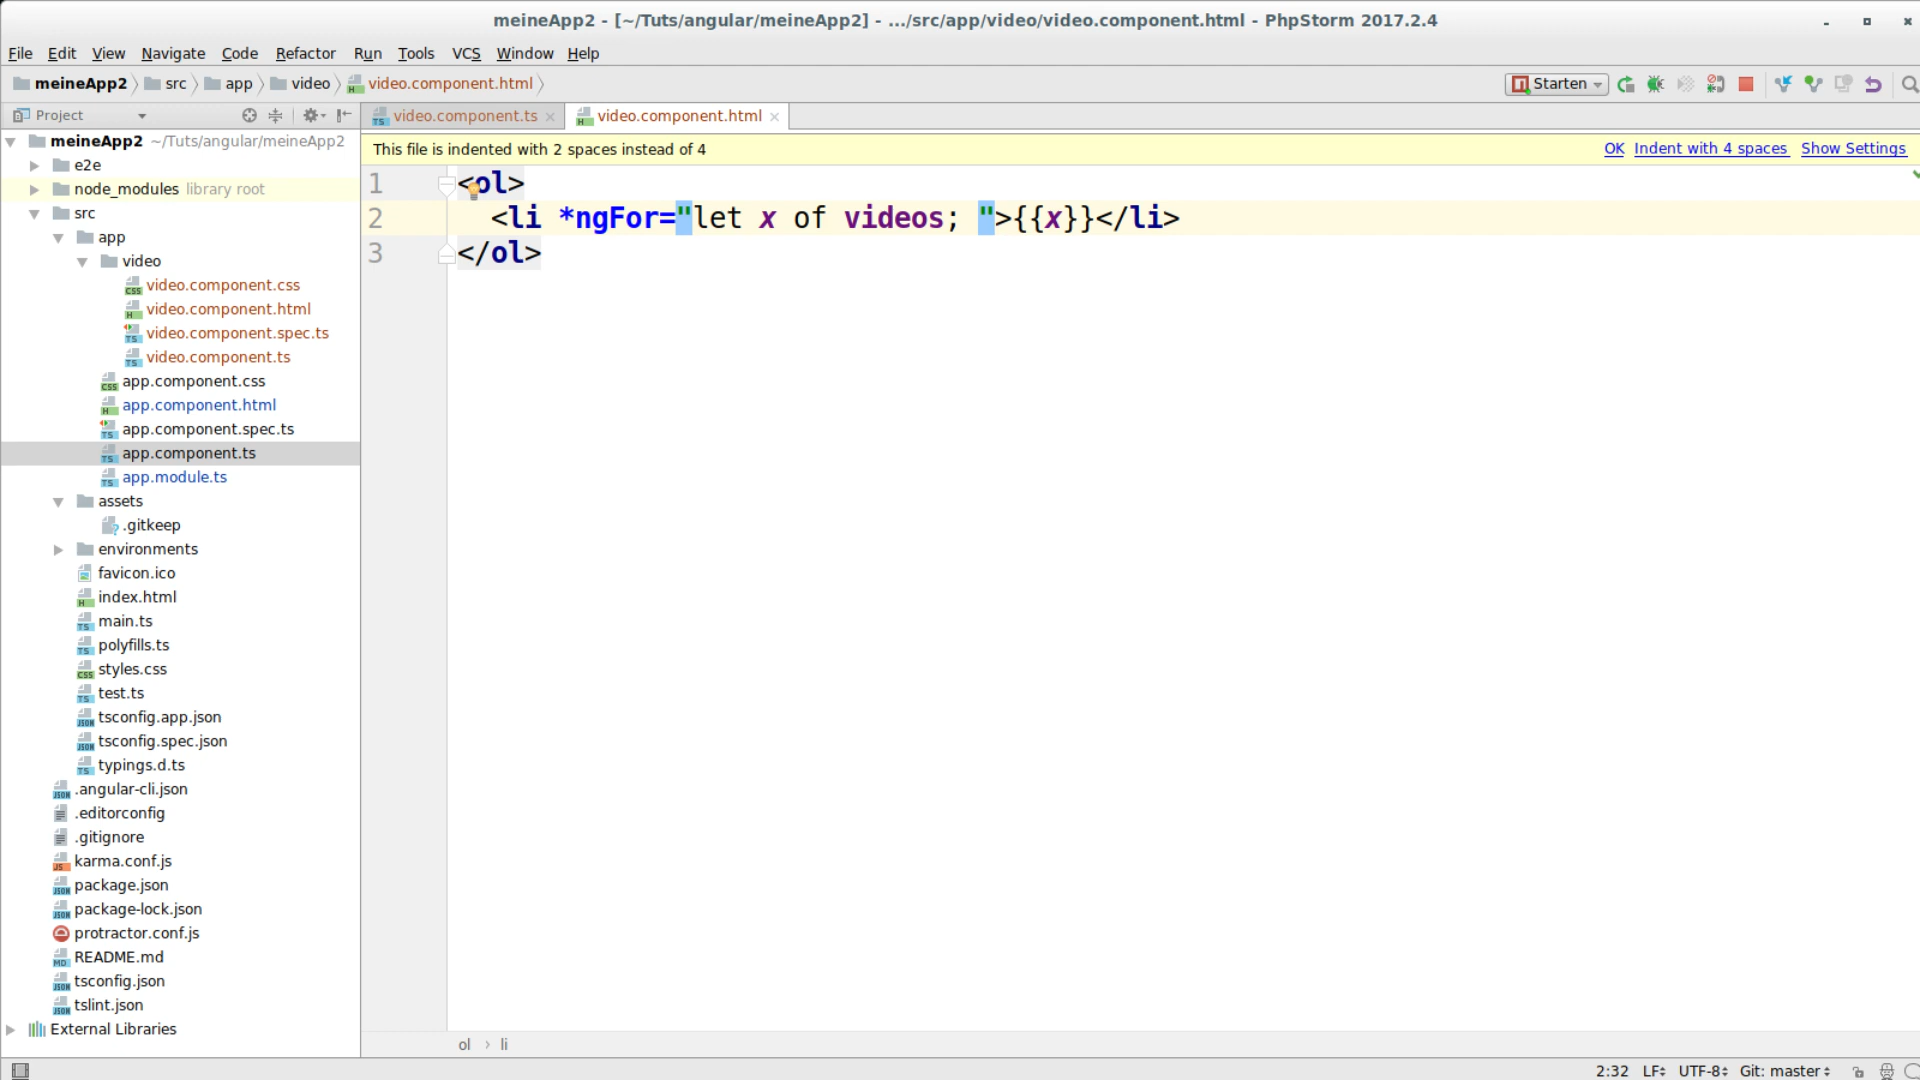 meineApp2 - [~/Tuts/angular/meineApp2] - .../src/app/video/video.component.html - PhpStorm 2017.2.4
File Edit View Navigate Code Refactor Run Tools VCS Window Help
meineApp2 src app video video.component.html
Starten
Project
video.component.ts
video.component.html
This file is indented with 2 spaces instead of 4
OK Indent with 4 spaces Show Settings
meineApp2 ~/Tuts/angular/meineApp2
e2e
node_modules library root
src
app
video
video.component.css
video.component.html
video.component.spec.ts
video.component.ts
app.component.css
app.component.html
app.component.spec.ts
app.component.ts
app.module.ts
assets
.gitkeep
environments
favicon.ico
index.html
main.ts
polyfills.ts
styles.css
test.ts
tsconfig.app.json
tsconfig.spec.json
typings.d.ts
.angular-cli.json
.editorconfig
.gitignore
karma.conf.js
package.json
package-lock.json
protractor.conf.js
README.md
tsconfig.json
tslint.json
External Libraries
1 <ol>
2 <li *ngFor="let x of videos; ">{{x}}</li>
3 </ol>
ol › li
2:32 LF UTF-8 Git: master